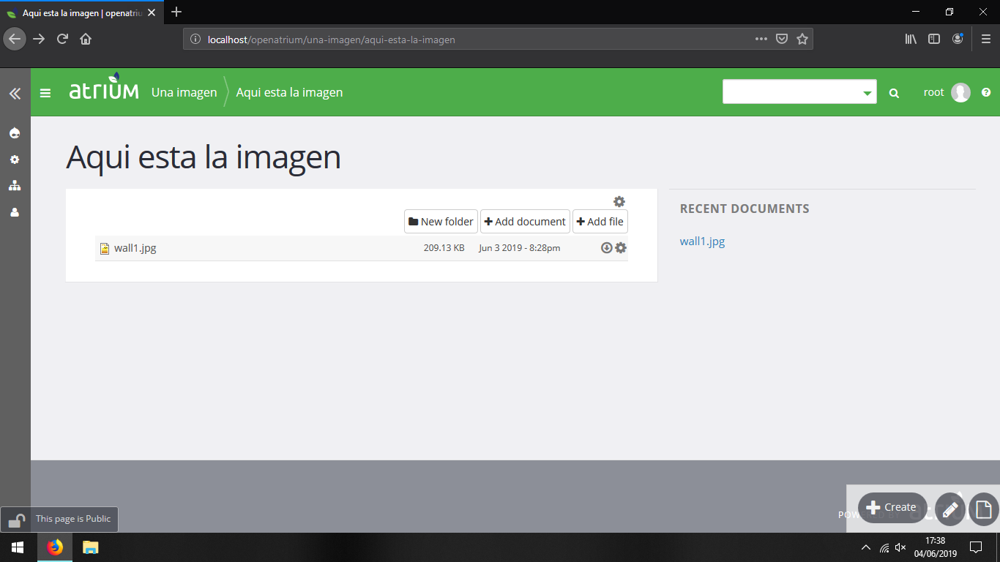 Aqui esta la imagen | openatriu
localhost/openatrium/una-imagen/aqui-esta-la-imagen
atrium Una imagen Aqui esta la imagen root
Aqui esta la imagen
New folder Add document Add file
wall1.jpg 209.13 KB Jun 3 2019 - 8:28pm
RECENT DOCUMENTS
wall1.jpg
Create
POWERED BY atrium
This page is Public
17:38
04/06/2019